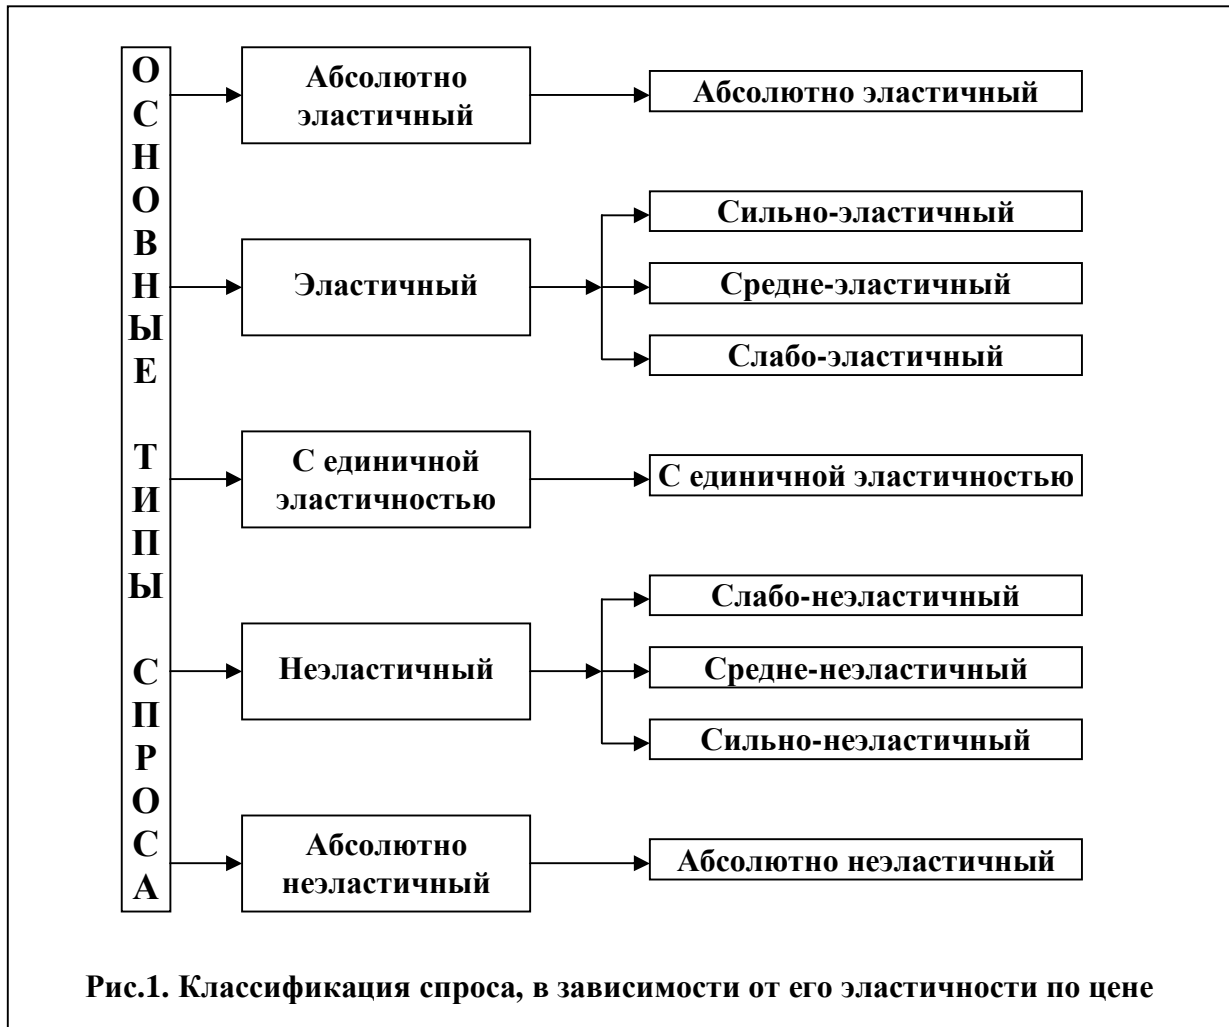 ОСНОВНЫЕ ТИПЫ СПРОСА
Абсолютно
эластичный
Абсолютно эластичный
Эластичный
Сильно-эластичный
Средне-эластичный
Слабо-эластичный
С единичной
эластичностью
С единичной эластичностью
Неэластичный
Слабо-неэластичный
Средне-неэластичный
Сильно-неэластичный
Абсолютно
неэластичный
Абсолютно неэластичный
Рис.1. Классификация спроса, в зависимости от его эластичности по цене